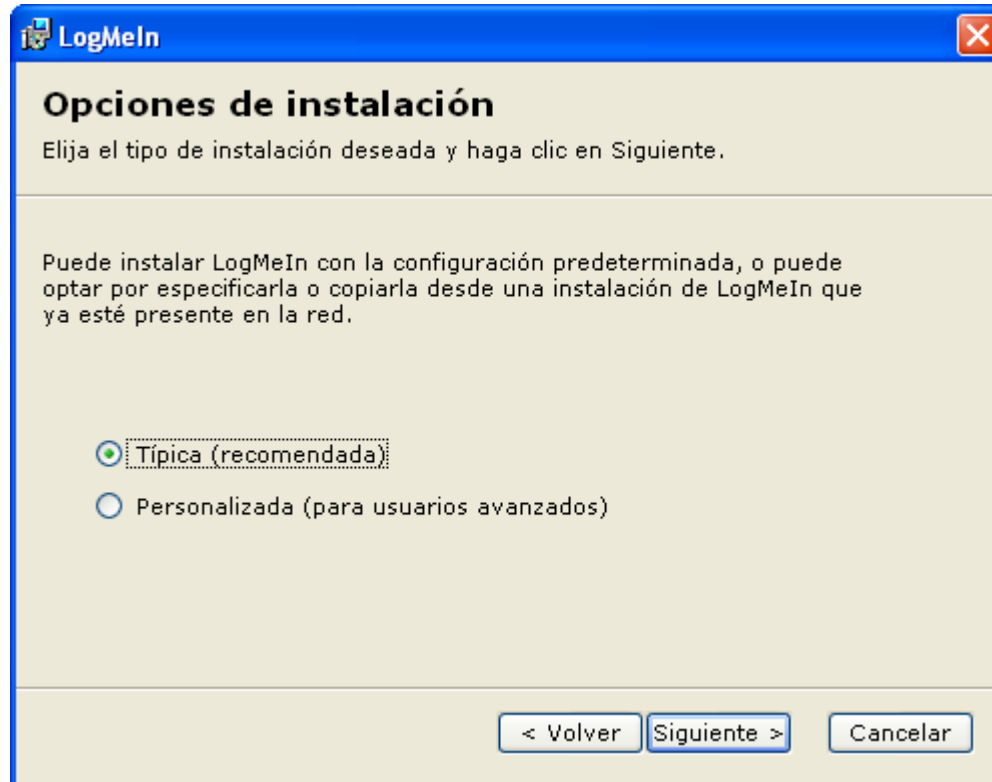 LogMeIn
Opciones de instalación
Elija el tipo de instalación deseada y haga clic en Siguiente.
Puede instalar LogMeIn con la configuración predeterminada, o puede
optar por especificarla o copiarla desde una instalación de LogMeIn que
ya esté presente en la red.
Típica (recomendada)
Personalizada (para usuarios avanzados)
< Volver Siguiente > Cancelar